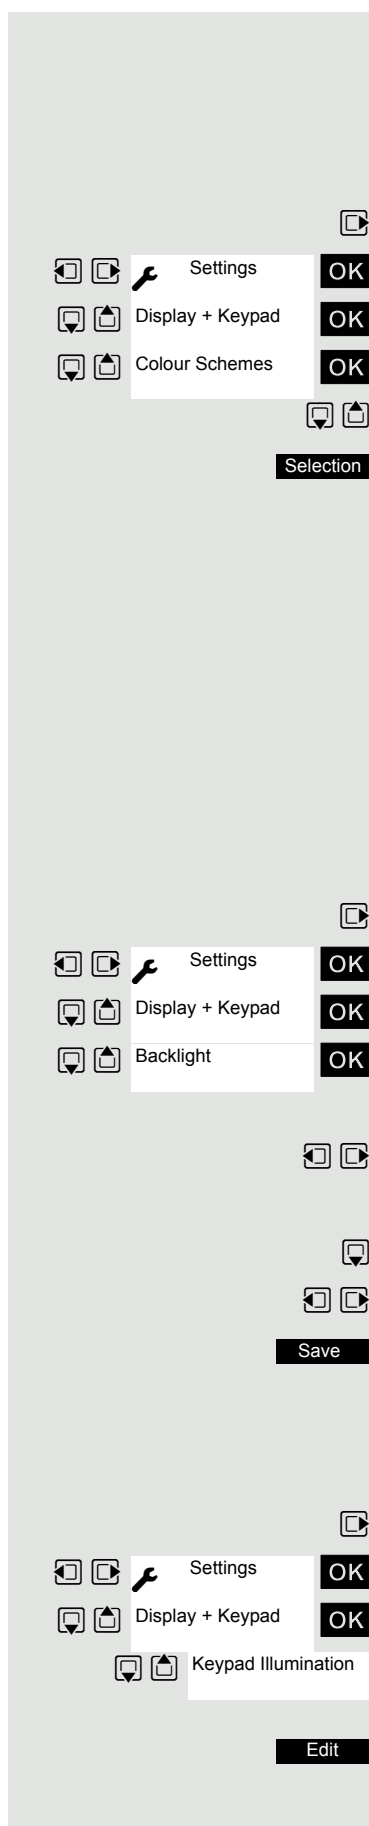 Settings OK
Display + Keypad OK
Colour Schemes OK
Selection
Settings OK
Display + Keypad OK
Backlight OK
Save
Settings OK
Display + Keypad OK
Keypad Illumination
Edit